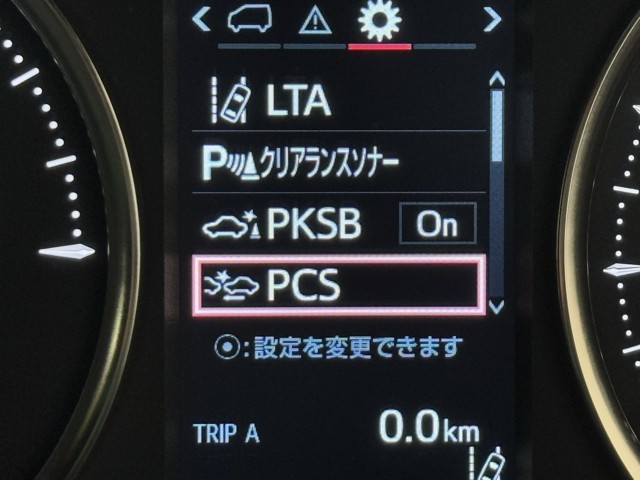 LTA
Pクリアランスソナー
PKSB On
PCS
:設定を変更できます
TRIP A 0.0km